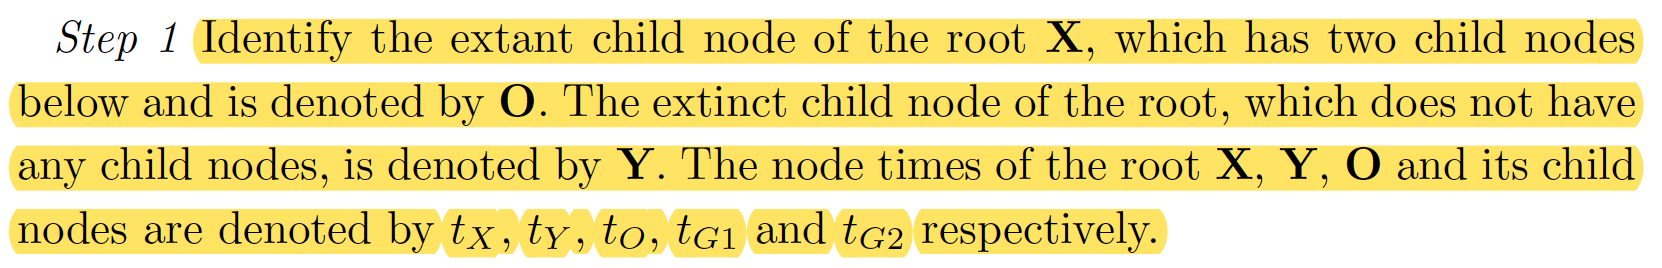 Step 1 Identify the extant child node of the root X, which has two child nodes
below and is denoted by O. The extinct child node of the root, which does not have
any child nodes, is denoted by Y. The node times of the root X, Y, O and its child
nodes are denoted by t_X, t_Y, t_O, t_{G1} and t_{G2} respectively.